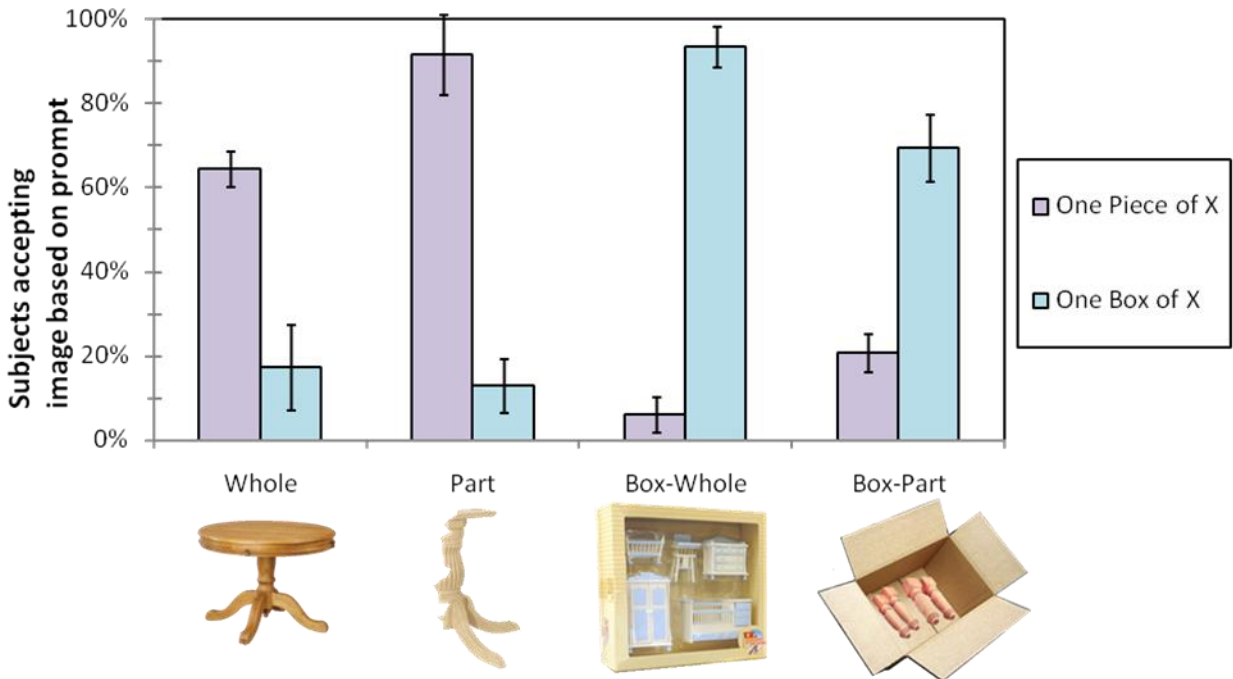 Subjects accepting
image based on prompt
100%
80%
60%
40%
20%
0%
Whole
Part
Box-Whole
Box-Part
One Piece of X
One Box of X